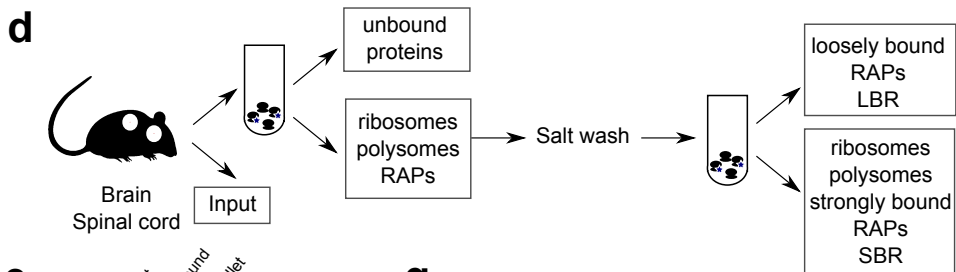 d
unbound
proteins
ribosomes
polysomes
RAPs
Brain
Spinal cord
Input
Salt wash
loosely bound
RAPs
LBR
ribosomes
polysomes
strongly bound
RAPs
SBR
g